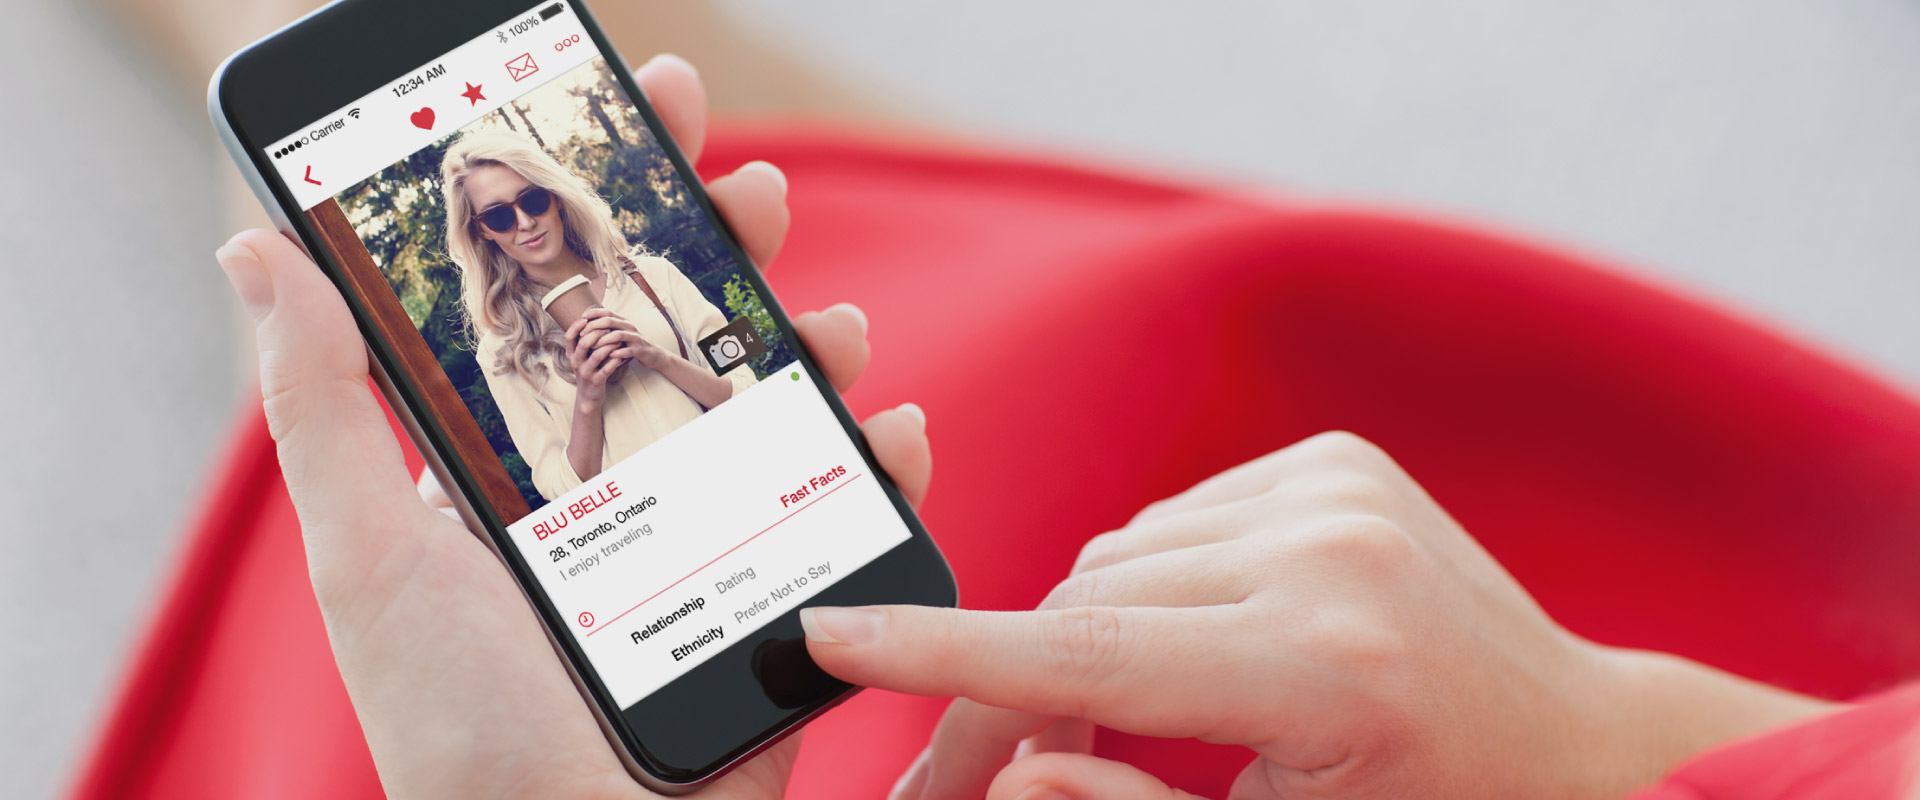 Carrier 12:34 AM 100%
4
BLU BELLE
28, Toronto, Ontario
I enjoy traveling
Fast Facts
Relationship Dating
Ethnicity Prefer Not to Say